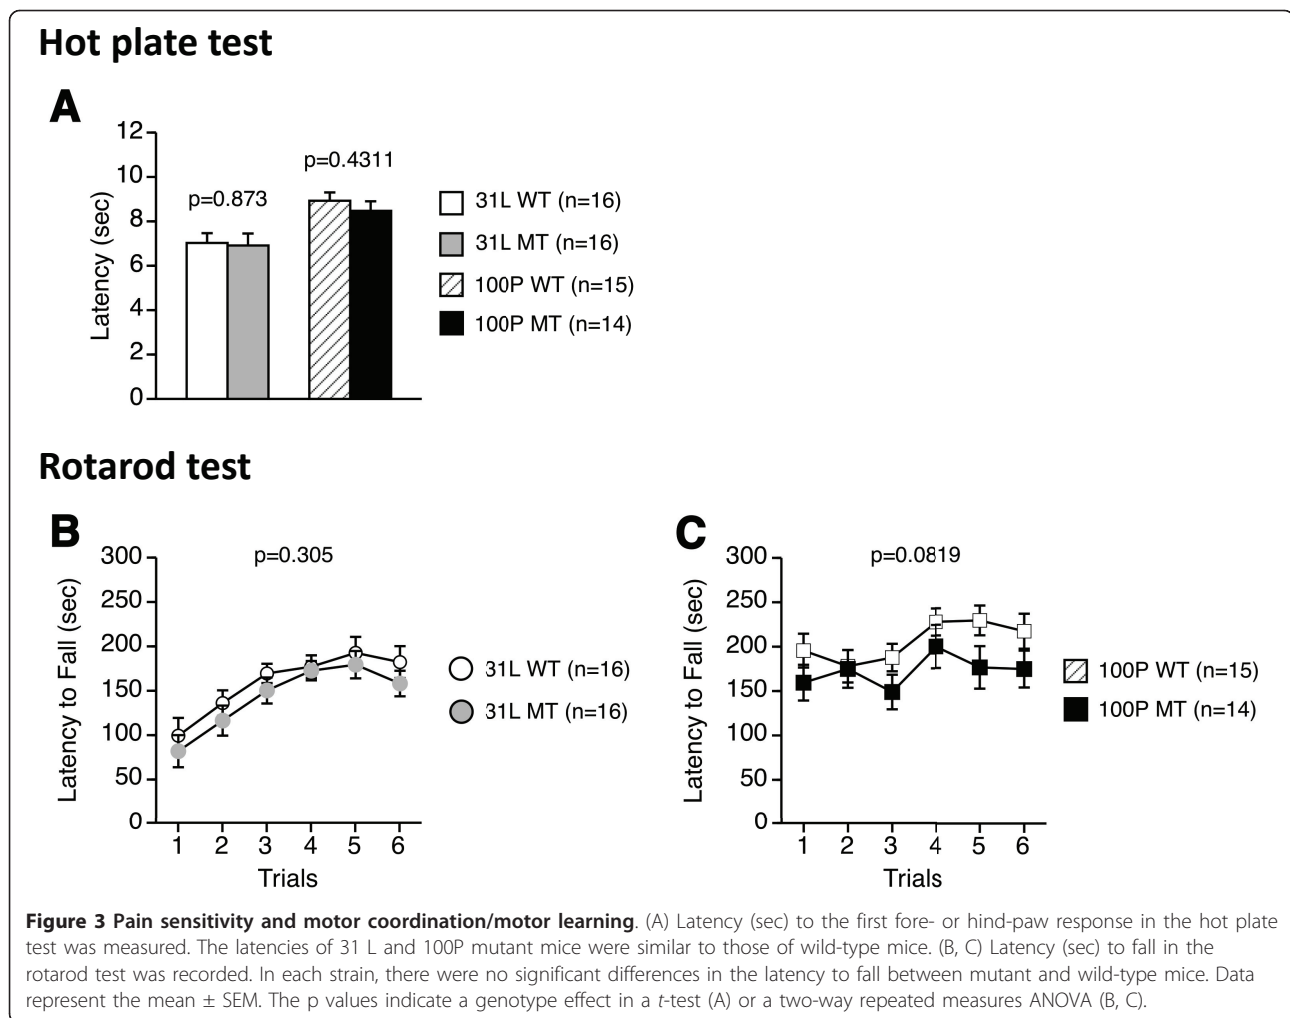 Hot plate test
A
12
10
8
6
4
2
0
Latency (sec)
p=0.873
p=0.4311
31L WT (n=16)
31L MT (n=16)
100P WT (n=15)
100P MT (n=14)
Rotarod test
B
300
250
200
150
100
50
0
Latency to Fall (sec)
p=0.305
1 2 3 4 5 6
Trials
31L WT (n=16)
31L MT (n=16)
C
300
250
200
150
100
50
0
Latency to Fall (sec)
p=0.0819
1 2 3 4 5 6
Trials
100P WT (n=15)
100P MT (n=14)
Figure 3 Pain sensitivity and motor coordination/motor learning. (A) Latency (sec) to the first fore- or hind-paw response in the hot plate
test was measured. The latencies of 31 L and 100P mutant mice were similar to those of wild-type mice. (B, C) Latency (sec) to fall in the
rotarod test was recorded. In each strain, there were no significant differences in the latency to fall between mutant and wild-type mice. Data
represent the mean ± SEM. The p values indicate a genotype effect in a t-test (A) or a two-way repeated measures ANOVA (B, C).